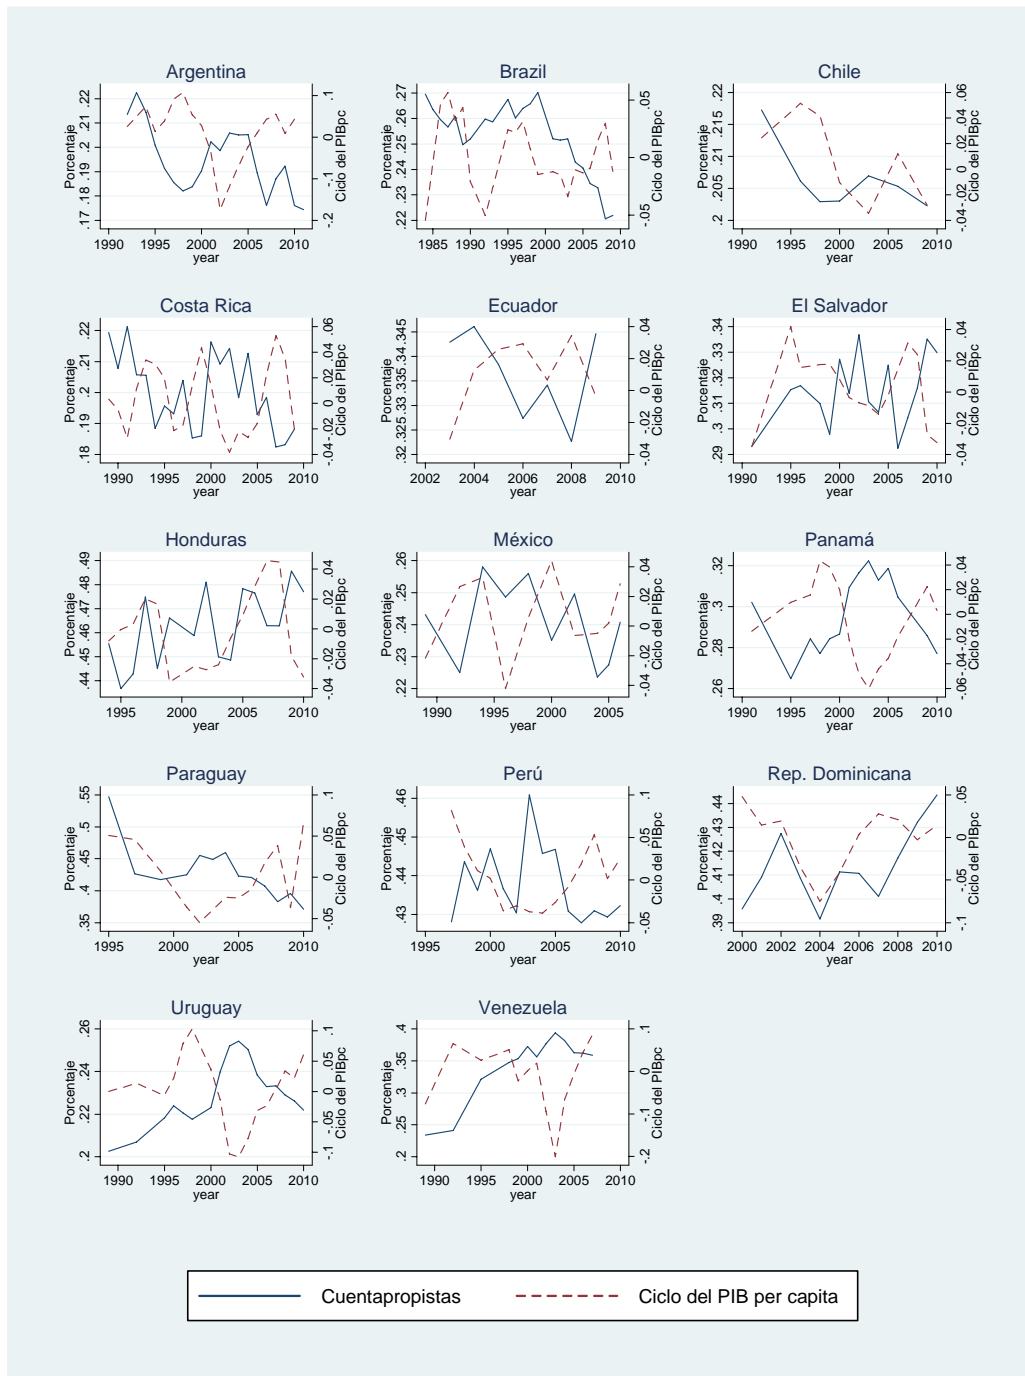 Argentina
Porcentaje
.17 .18 .19 .2 .21 .22
-.2 -.1 0 .1
Ciclo del PIBpc
1990 1995 2000 2005 2010
year
Brazil
Porcentaje
.22 .23 .24 .25 .26 .27
-.05 0 .05
Ciclo del PIBpc
1985 1990 1995 2000 2005 2010
year
Chile
Porcentaje
.2 .205 .21 .215 .22
-.04 -.02 0 .02 .04 .06
Ciclo del PIBpc
1990 1995 2000 2005 2010
year
Costa Rica
Porcentaje
.18 .19 .2 .21 .22
-.04 -.02 0 .02 .04 .06
Ciclo del PIBpc
1990 1995 2000 2005 2010
year
Ecuador
Porcentaje
.32 .325 .33 .335 .34 .345
-.04 -.02 0 .02 .04
Ciclo del PIBpc
2002 2004 2006 2008 2010
year
El Salvador
Porcentaje
.29 .3 .31 .32 .33 .34
-.04 -.02 0 .02 .04
Ciclo del PIBpc
1990 1995 2000 2005 2010
year
Honduras
Porcentaje
.44 .45 .46 .47 .48 .49
-.04 -.02 0 .02 .04
Ciclo del PIBpc
1995 2000 2005 2010
year
México
Porcentaje
.22 .23 .24 .25 .26
-.04 -.02 0 .02 .04
Ciclo del PIBpc
1990 1995 2000 2005
year
Panamá
Porcentaje
.26 .28 .3 .32
-.06 -.04 -.02 0 .02 .04
Ciclo del PIBpc
1990 1995 2000 2005 2010
year
Paraguay
Porcentaje
.35 .4 .45 .5 .55
-.05 0 .05 .1
Ciclo del PIBpc
1995 2000 2005 2010
year
Perú
Porcentaje
.43 .44 .45 .46
-.05 0 .05 .1
Ciclo del PIBpc
1995 2000 2005 2010
year
Rep. Dominicana
Porcentaje
.39 .4 .41 .42 .43 .44
-.1 -.05 0 .05
Ciclo del PIBpc
2000 2002 2004 2006 2008 2010
year
Uruguay
Porcentaje
.2 .22 .24 .26
-.1 -.05 0 .05 .1
Ciclo del PIBpc
1990 1995 2000 2005 2010
year
Venezuela
Porcentaje
.2 .25 .3 .35 .4
-.2 -.1 0 .1
Ciclo del PIBpc
1990 1995 2000 2005 2010
year
Cuentapropistas Ciclo del PIB per capita